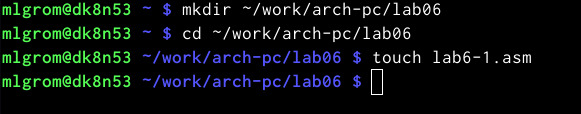 mlgrom@dk8n53 ~ $ mkdir ~/work/arch-pc/lab06
mlgrom@dk8n53 ~ $ cd ~/work/arch-pc/lab06
mlgrom@dk8n53 ~/work/arch-pc/lab06 $ touch lab6-1.asm
mlgrom@dk8n53 ~/work/arch-pc/lab06 $